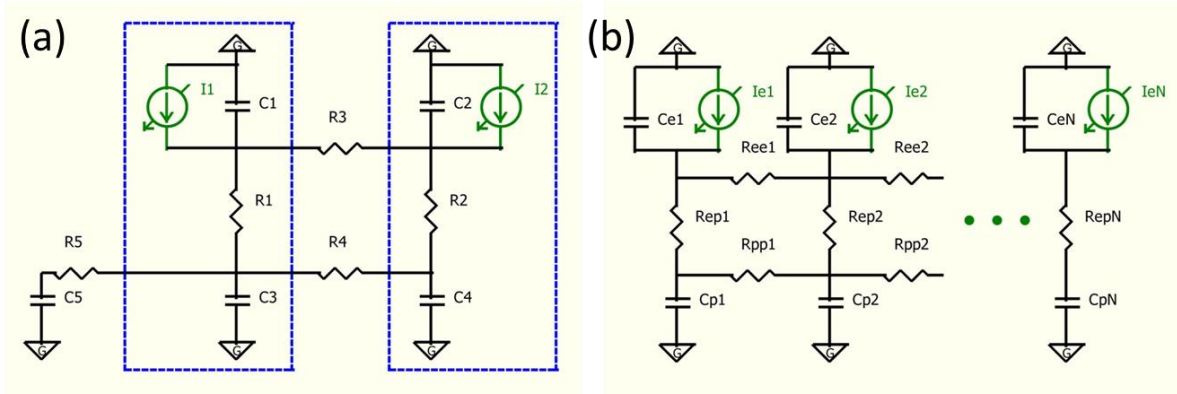 (a)
G
G
I1
C1
C2
I2
R3
R1
R2
R5
R4
C5
C3
C4
G
G
G
(b)
G
G
G
Ce1
Ie1
Ce2
Ie2
CeN
IeN
Ree1
Ree2
Rep1
Rep2
RepN
Rpp1
Rpp2
Cp1
Cp2
CpN
G
G
G